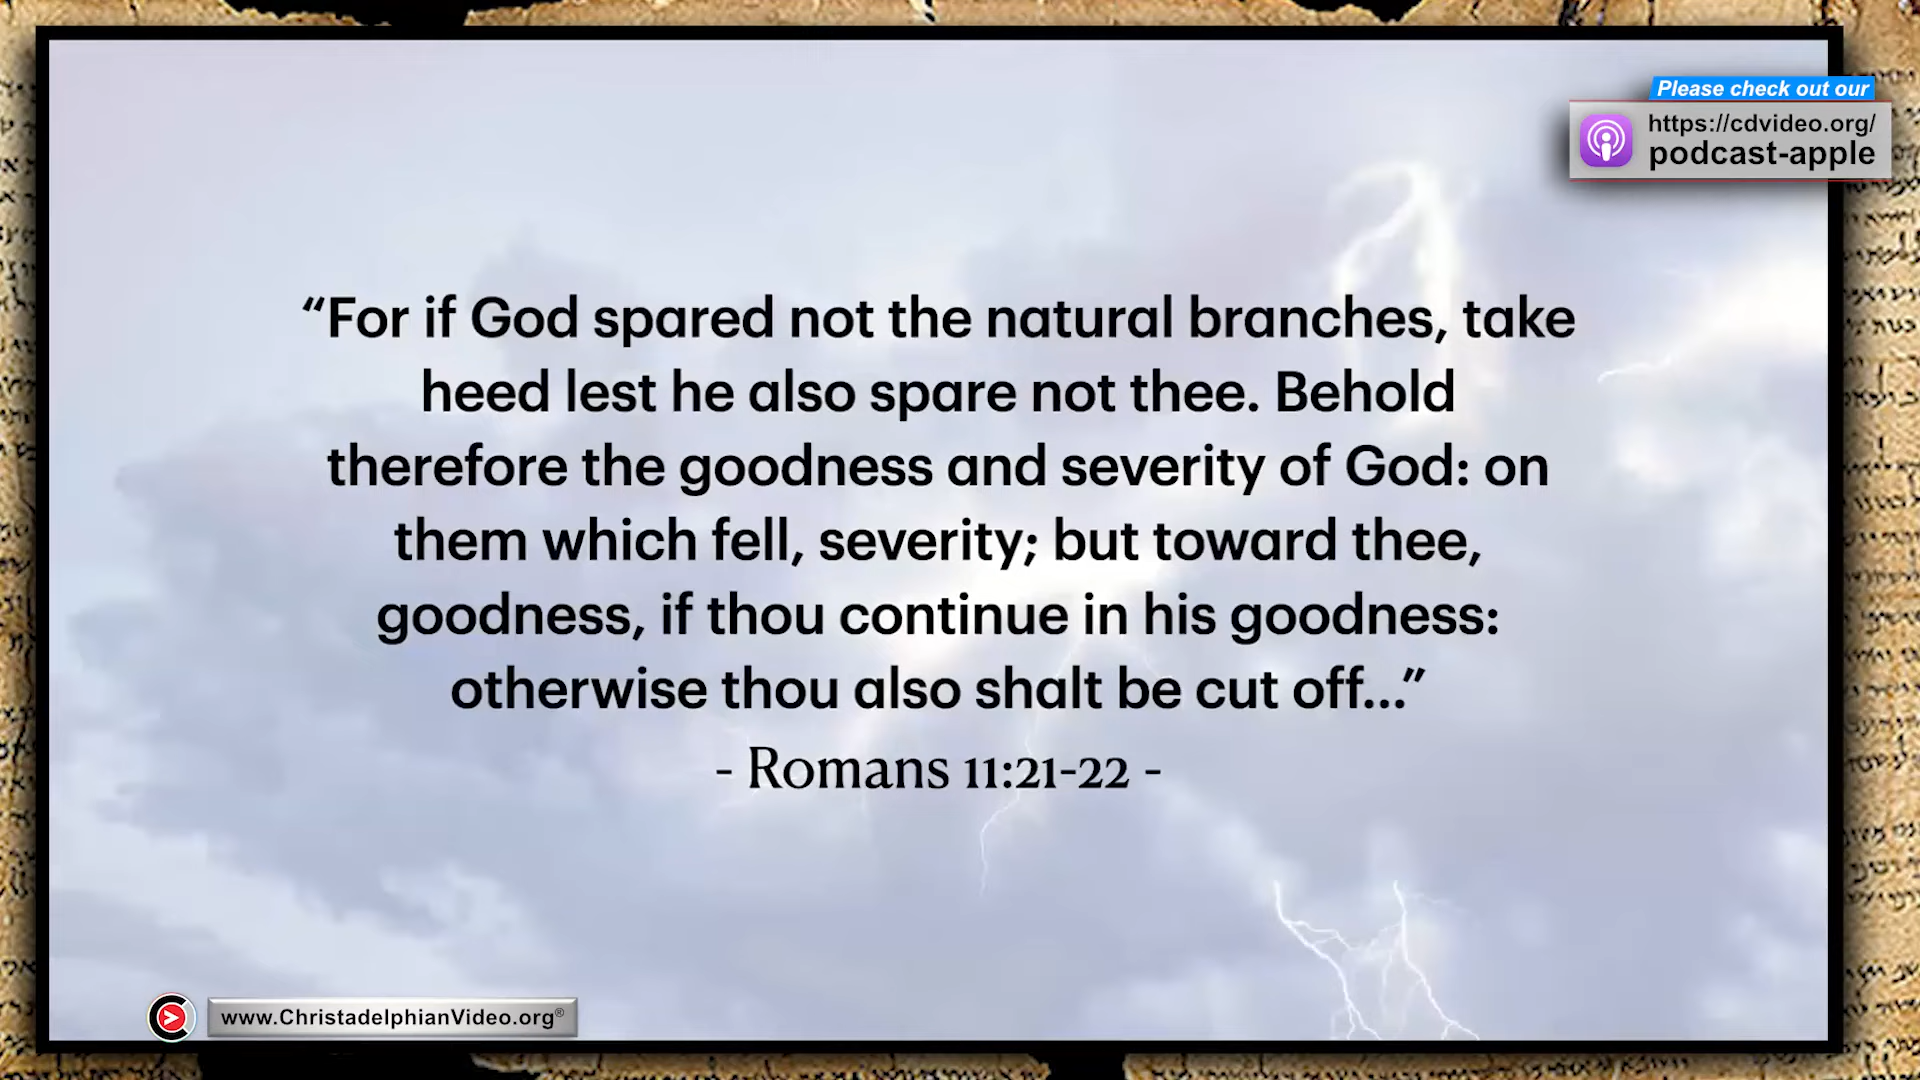 Please check out our
https://cdvideo.org/
podcast-apple
“For if God spared not the natural branches, take
heed lest he also spare not thee. Behold
therefore the goodness and severity of God: on
them which fell, severity; but toward thee,
goodness, if thou continue in his goodness:
otherwise thou also shalt be cut off...”
- Romans 11:21-22 -
www.ChristadelphianVideo.org®